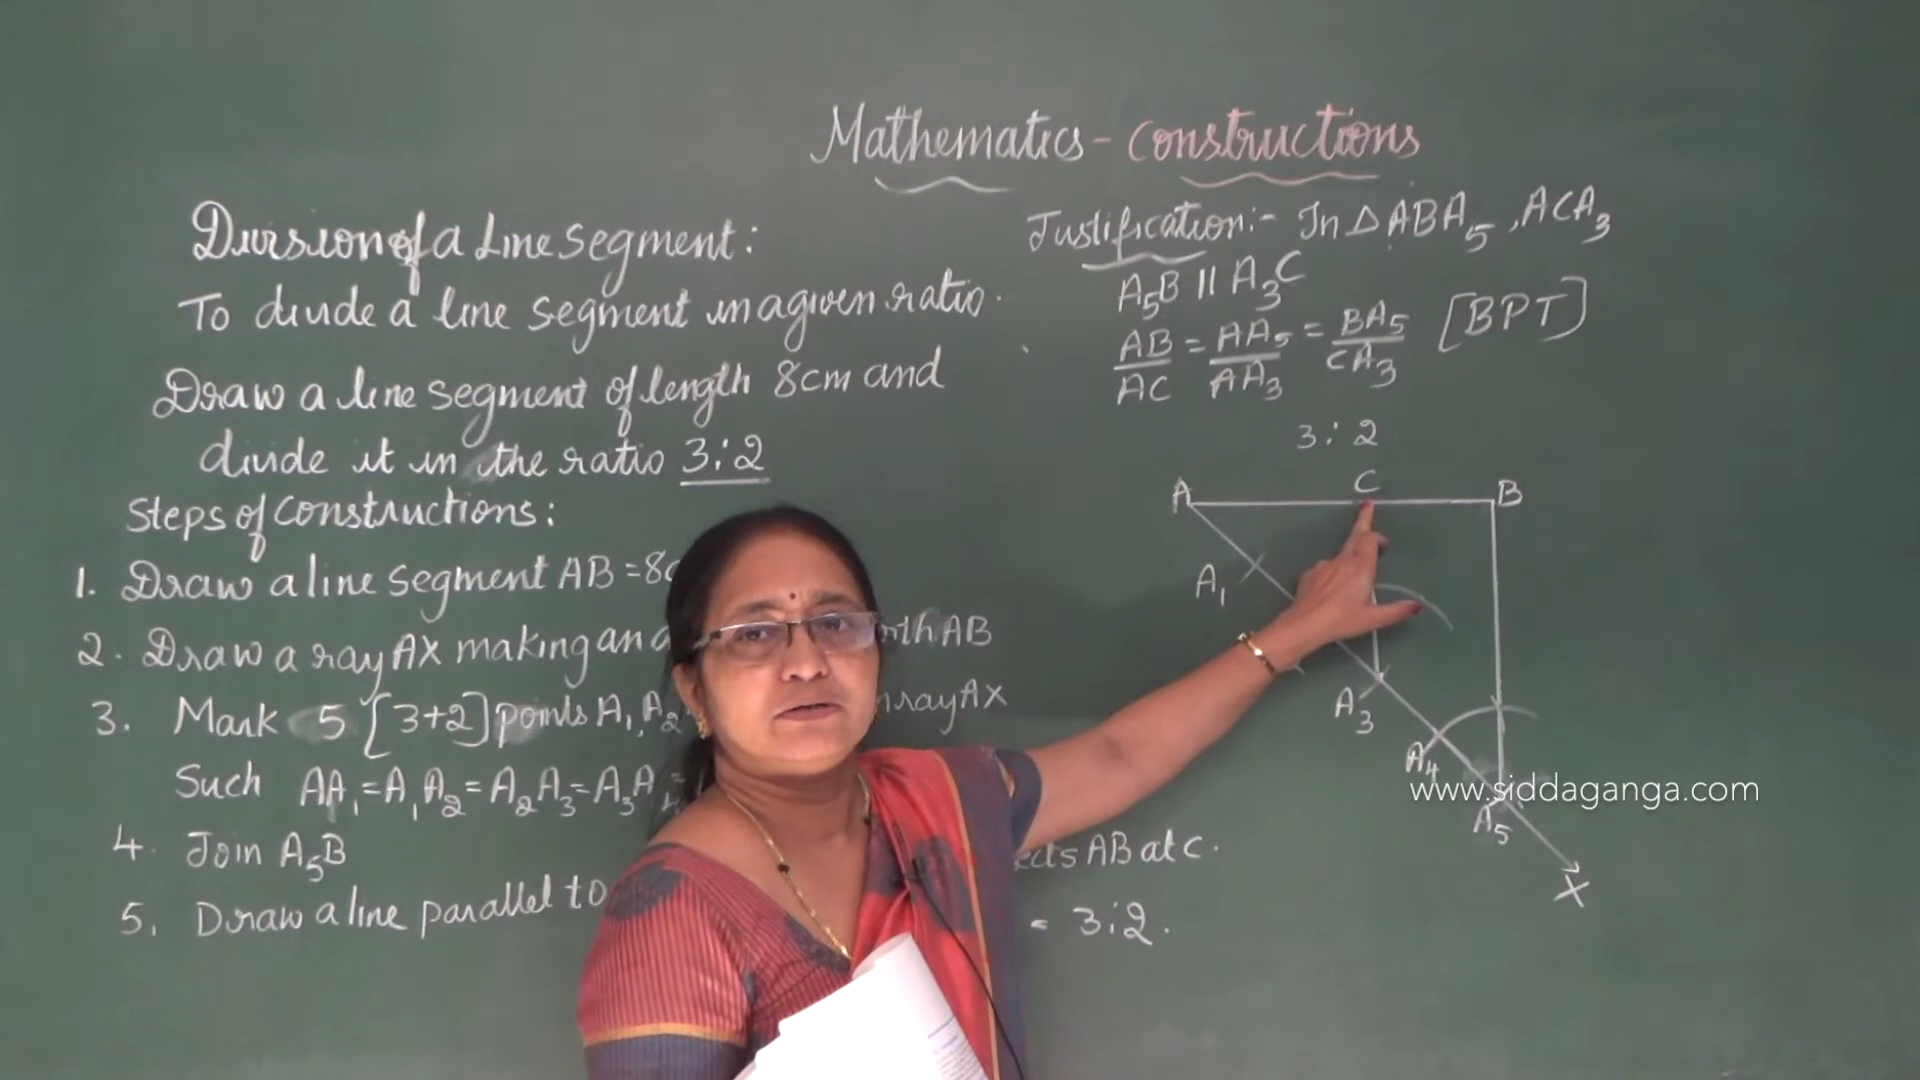 Mathematics - Constructions
Division of a Line Segment:
To divide a line segment in a given ratio.
Draw a line segment of length 8cm and
divide it in the ratio 3:2
Steps of Constructions:
1. Draw a line segment AB = 8c
2. Draw a ray AX making an a AB
3. Mark 5 [3+2] points A₁, A₂ ray AX
Such AA₁ = A₁A₂ = A₂A₃ = A₃A₄ =
4. Join A₅B
5. Draw a line parallel to AB at C.
= 3:2.
Justification:- In △ABA₅, ACA₃
A₅B || A₃C
AB/AC = AA₅/AA₃ = BA₅/CA₃ [BPT]
3:2
A C B
A₁
A₃
A₄
A₅
X
www.siddaganga.com